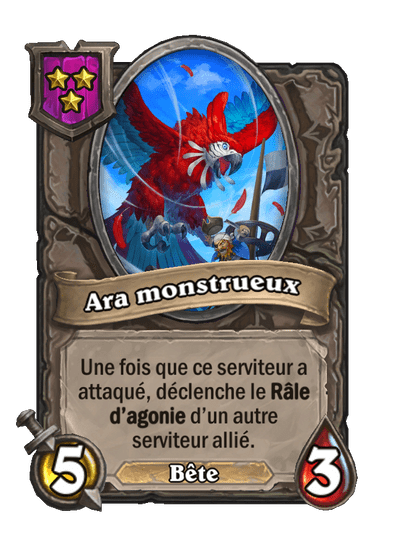 Ara monstrueux
Une fois que ce serviteur a
attaqué, déclenche le Râle
d’agonie d’un autre
serviteur allié.
5
Bête
3